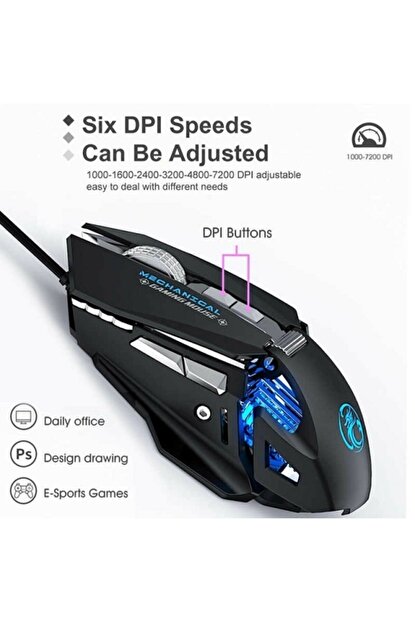 Six DPI Speeds
Can Be Adjusted
1000-1600-2400-3200-4800-7200 DPI adjustable
easy to deal with different needs
1000-7200 DPI
DPI Buttons
MECHANICAL
GAMING MOUSE
Daily office
Ps Design drawing
E-Sports Games